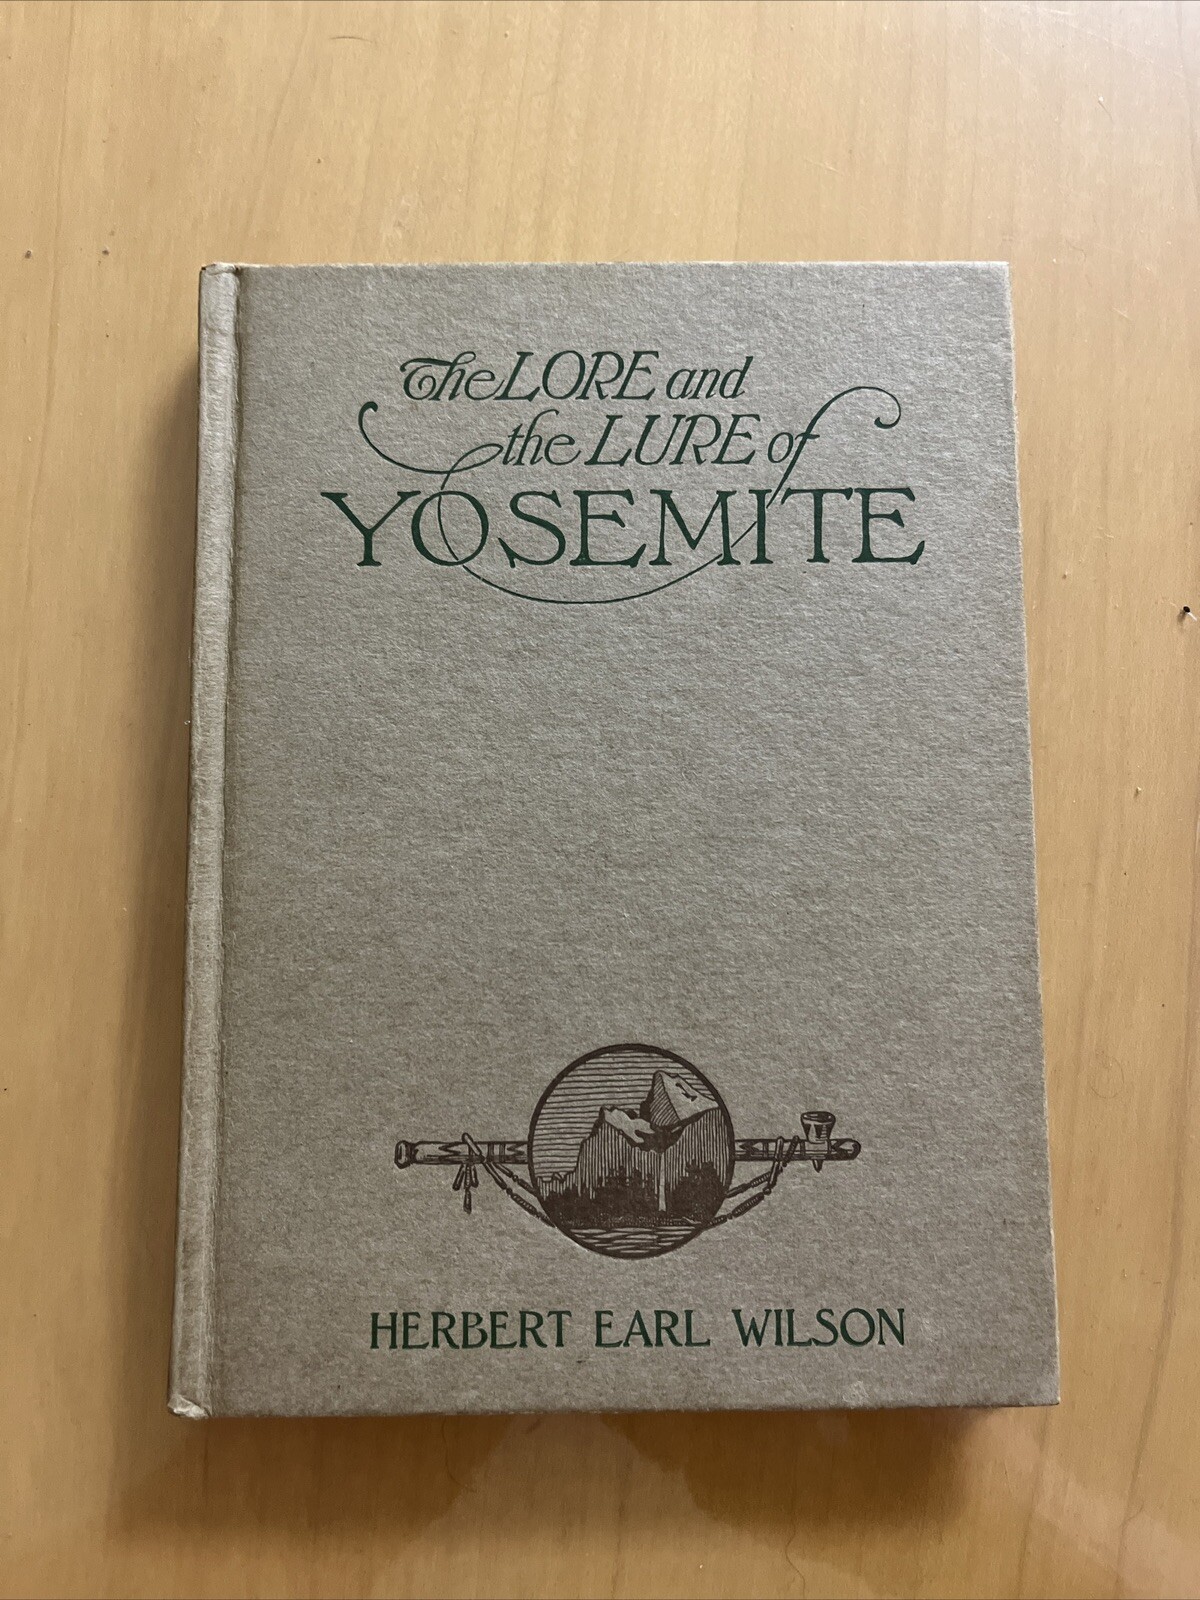 The LORE and
the LURE of
YOSEMITE
HERBERT EARL WILSON